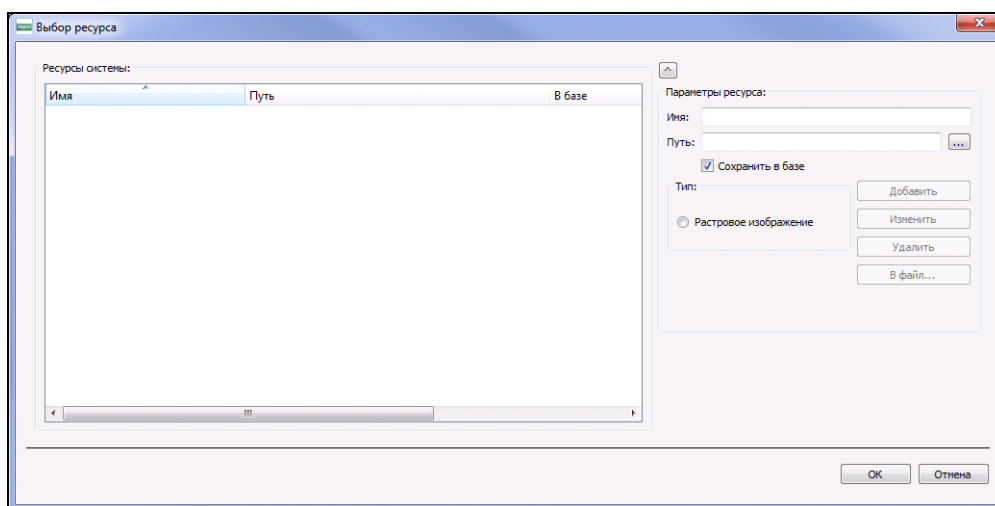 Выбор ресурса
Ресурсы системы:
Имя Путь В базе
Параметры ресурса:
Имя:
Путь: ...
Сохранить в базе
Тип:
Растровое изображение
Добавить
Изменить
Удалить
В файл...
OK Отмена